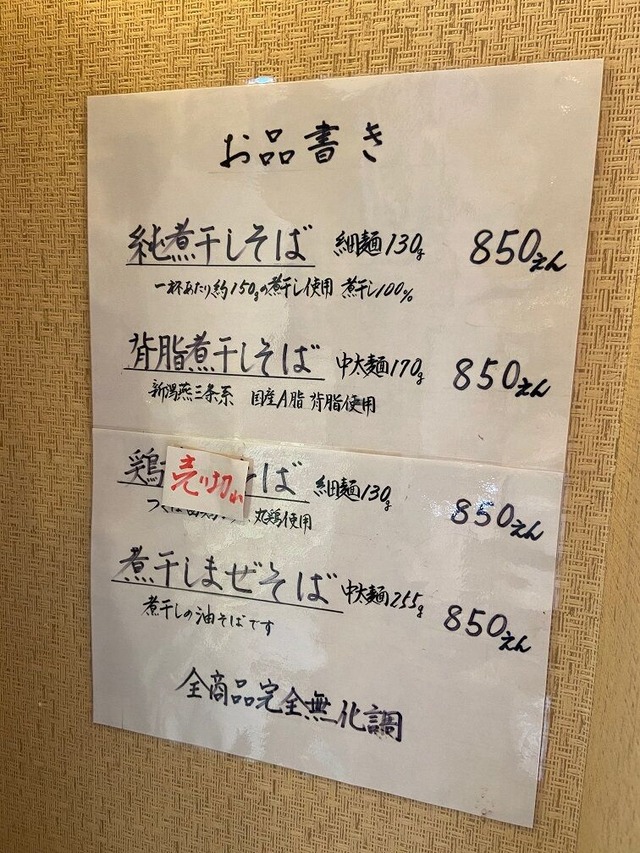 お品書き
純煮干しそば 細麺130g 850えん
一杯あたり約150gの煮干し使用 煮干し100%
背脂煮干しそば 中太麺170g 850えん
新潟燕三条系 国産A脂 背脂使用
鶏 売り切れ そば 細麺130g 850えん
つくば 丸鶏使用
煮干しまぜそば 中太麺255g 850えん
煮干しの油そばです
全商品完全無化調